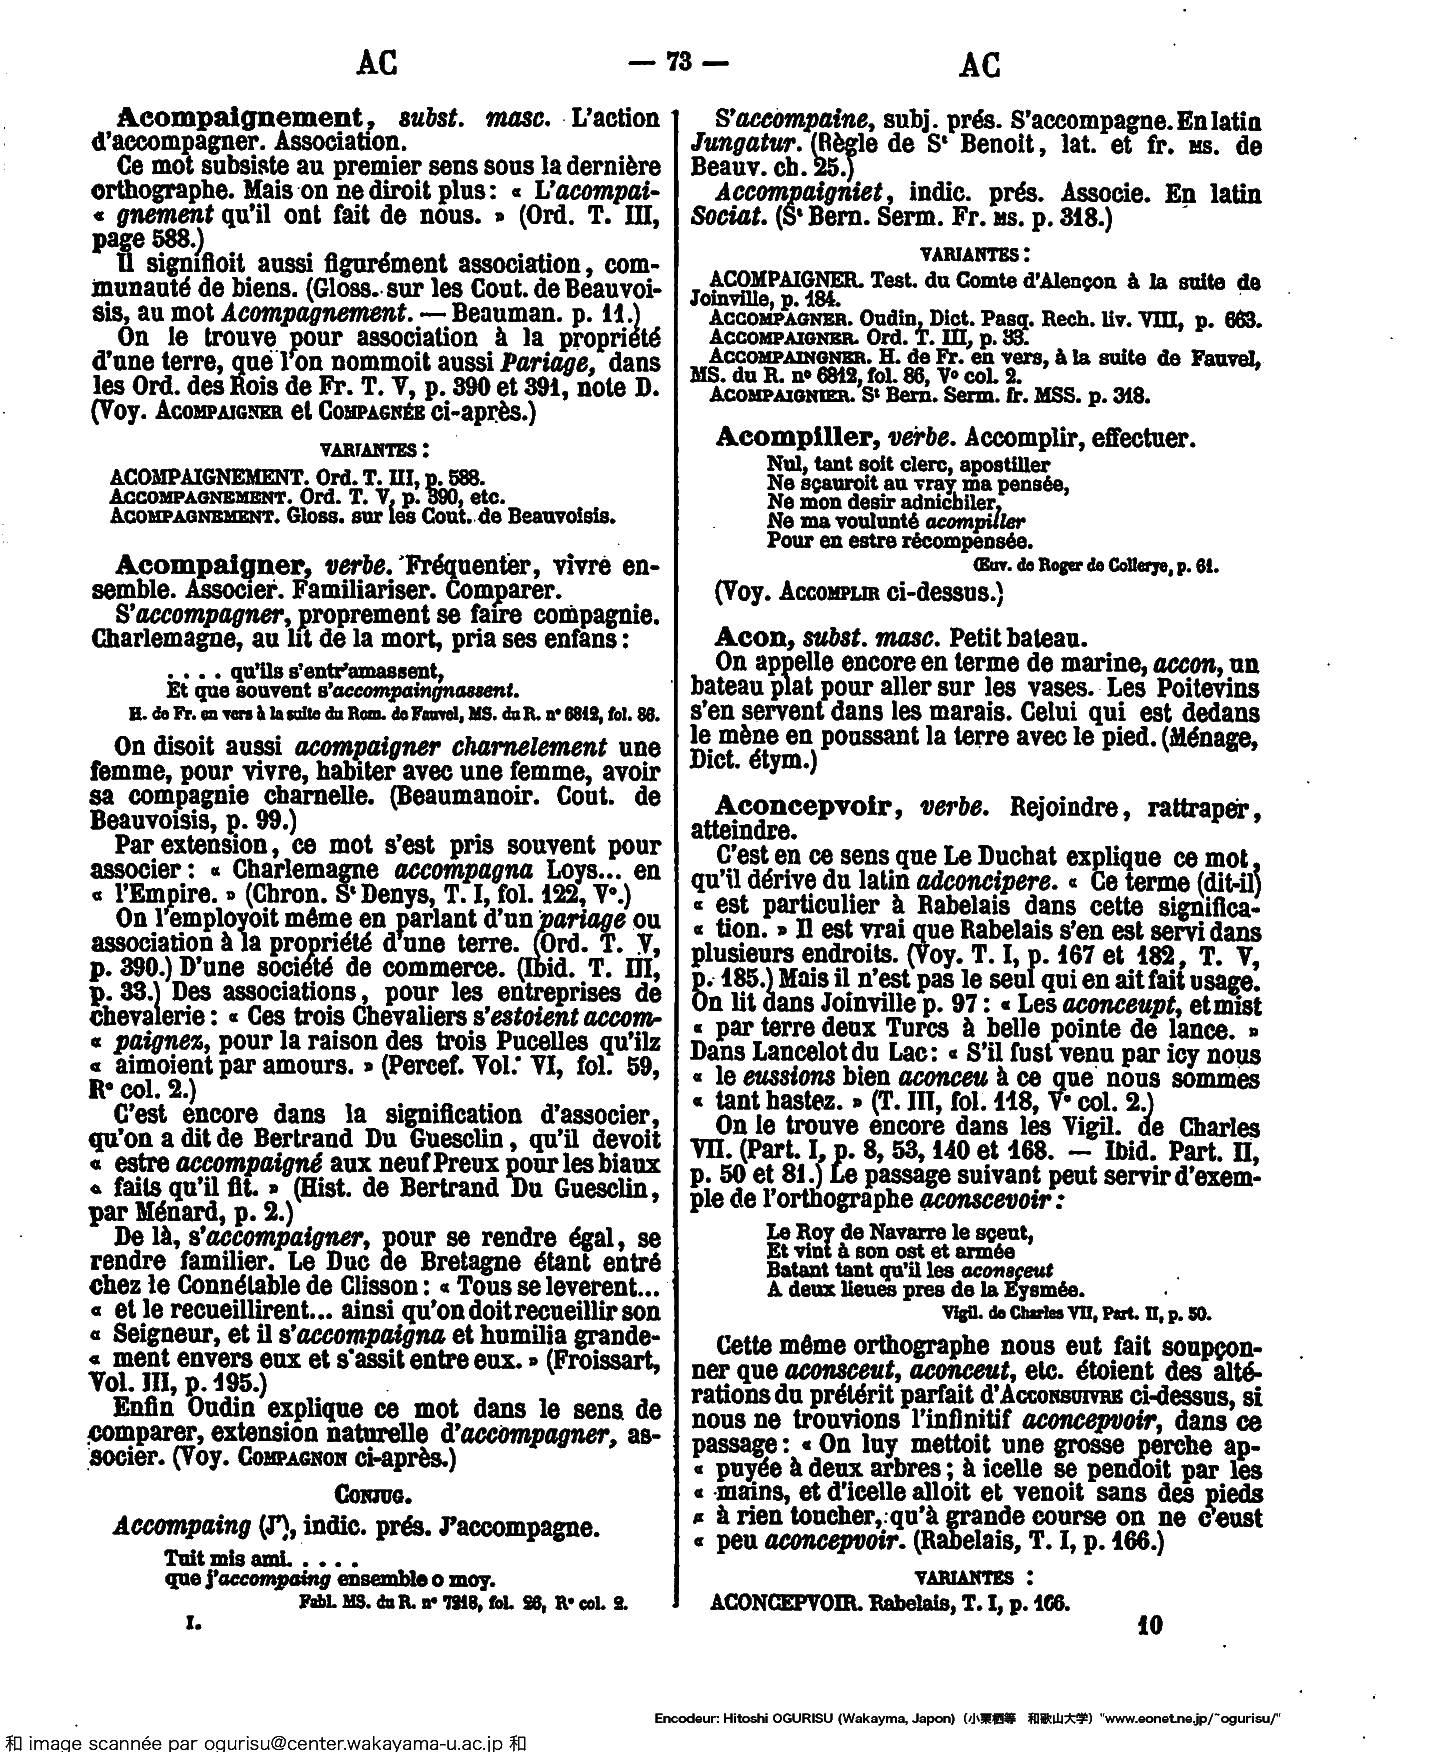 AC
— 73 —
AC
Acompaignement, subst. masc. L'action
d'accompagner. Association.
Ce mot subsiste au premier sens sous la dernière
orthographe. Mais on ne diroit plus : « L'acompai-
« gnement qu'il ont fait de nous. » (Ord. T. III,
page 588.)
Il signifioit aussi figurément association, com-
munauté de biens. (Gloss. sur les Cout. de Beauvoi-
sis, au mot Acompagnement. — Beauman. p. 11.)
On le trouve pour association à la propriété
d'une terre, que l'on nommoit aussi Pariage, dans
les Ord. des Rois de Fr. T. V, p. 390 et 391, note D.
(Voy. ACOMPAIGNER et COMPAGNÉE ci-après.)
VARIANTES :
ACOMPAIGNEMENT. Ord. T. III, p. 588.
ACCOMPAGNEMENT. Ord. T. V, p. 390, etc.
ACOMPAGNEMENT. Gloss. sur les Cout. de Beauvoisis.
Acompaigner, verbe. Fréquenter, vivre en-
semble. Associer. Familiariser. Comparer.
S'accompagner, proprement se faire compagnie.
Charlemagne, au lit de la mort, pria ses enfans :
. . . . qu'ils s'entr'amassent,
Et que souvent s'accompaingnassent.
H. de Fr. en vers à la suite du Rom. de Fauvel, MS. du R. n° 6812, fol. 86.
On disoit aussi acompaigner charnelement une
femme, pour vivre, habiter avec une femme, avoir
sa compagnie charnelle. (Beaumanoir. Cout. de
Beauvoisis, p. 99.)
Par extension, ce mot s'est pris souvent pour
associer : « Charlemagne accompagna Loys... en
« l'Empire. » (Chron. St Denys, T. I, fol. 122, V°.)
On l'employoit même en parlant d'un pariage ou
association à la propriété d'une terre. (Ord. T. V,
p. 390.) D'une société de commerce. (Ibid. T. III,
p. 33.) Des associations, pour les entreprises de
chevalerie : « Ces trois Chevaliers s'estoient accom-
« paignez, pour la raison des trois Pucelles qu'ilz
« aimoient par amours. » (Percef. Vol. VI, fol. 59,
R° col. 2.)
C'est encore dans la signification d'associer,
qu'on a dit de Bertrand Du Guesclin, qu'il devoit
« estre accompaigné aux neuf Preux pour les biaux
« faits qu'il fit. » (Hist. de Bertrand Du Guesclin,
par Ménard, p. 2.)
De là, s'accompaigner, pour se rendre égal, se
rendre familier. Le Duc de Bretagne étant entré
chez le Connétable de Clisson : « Tous se leverent...
« et le recueillirent... ainsi qu'on doit recueillir son
« Seigneur, et il s'accompaigna et humilia grande-
« ment envers eux et s'assit entre eux. » (Froissart,
Vol. III, p. 195.)
Enfin Oudin explique ce mot dans le sens de
comparer, extension naturelle d'accompagner, as-
socier. (Voy. COMPAGNON ci-après.)
CONJUG.
Accompaing (J'), indic. prés. J'accompagne.
Tuit mis ami. . . . .
que j'accompaing ensemble o moy.
Fabl. MS. du R. n° 7218, fol. 26, R° col. 2.
I.
S'accompaine, subj. prés. S'accompagne. En latin
Jungatur. (Règle de St Benoit, lat. et fr. MS. de
Beauv. ch. 25.)
Accompaigniet, indic. prés. Associe. En latin
Sociat. (St Bern. Serm. Fr. MS. p. 318.)
VARIANTES :
ACOMPAIGNER. Test. du Comte d'Alençon à la suite de
Joinville, p. 184.
ACCOMPAGNER. Oudin, Dict. Pasq. Rech. liv. VIII, p. 663.
ACCOMPAIGNER. Ord. T. III, p. 33.
ACCOMPAINGNER. H. de Fr. en vers, à la suite de Fauvel,
MS. du R. n° 6812, fol. 86, V° col. 2.
ACOMPAIGNIER. St Bern. Serm. fr. MSS. p. 318.
Acompiller, verbe. Accomplir, effectuer.
Nul, tant soit clerc, apostiller
Ne sçauroit au vray ma pensée,
Ne mon desir adnichiler,
Ne ma voulunté acompiller
Pour en estre récompensée.
Œuv. de Roger de Collerye, p. 61.
(Voy. ACCOMPLIR ci-dessus.)
Acon, subst. masc. Petit bateau.
On appelle encore en terme de marine, accon, un
bateau plat pour aller sur les vases. Les Poitevins
s'en servent dans les marais. Celui qui est dedans
le mène en poussant la terre avec le pied. (Ménage,
Dict. étym.)
Aconcepvoir, verbe. Rejoindre, rattraper,
atteindre.
C'est en ce sens que Le Duchat explique ce mot,
qu'il dérive du latin adconcipere. « Ce terme (dit-il)
« est particulier à Rabelais dans cette significa-
« tion. » Il est vrai que Rabelais s'en est servi dans
plusieurs endroits. (Voy. T. I, p. 167 et 182, T. V,
p. 185.) Mais il n'est pas le seul qui en ait fait usage.
On lit dans Joinville p. 97 : « Les aconceupt, et mist
« par terre deux Turcs à belle pointe de lance. »
Dans Lancelot du Lac : « S'il fust venu par icy nous
« le eussions bien aconceu à ce que nous sommes
« tant hastez. » (T. III, fol. 118, V° col. 2.)
On le trouve encore dans les Vigil. de Charles
VII. (Part. I, p. 8, 53, 140 et 168. — Ibid. Part. II,
p. 50 et 81.) Le passage suivant peut servir d'exem-
ple de l'orthographe aconscevoir :
Le Roy de Navarre le sçent,
Et vint à son ost et armée
Batant tant qu'il les aconsçeut
A deux lieues pres de la Eysmée.
Vigil. de Charles VII, Part. II, p. 50.
Cette même orthographe nous eut fait soupçon-
ner que aconsceut, aconceut, etc. étoient des alté-
rations du prétérit parfait d'ACCONSUIVRE ci-dessus, si
nous ne trouvions l'infinitif aconcepvoir, dans ce
passage : « On luy mettoit une grosse perche ap-
« puyée à deux arbres ; à icelle se pendoit par les
« mains, et d'icelle alloit et venoit sans des pieds
« à rien toucher, qu'à grande course on ne c'eust
« peu aconcepvoir. (Rabelais, T. I, p. 166.)
VARIANTES :
ACONCEPVOIR. Rabelais, T. I, p. 166.
10
Encodeur: Hitoshi OGURISU (Wakayma, Japon) (小栗栖等 和歌山大学) "www.eonet.ne.jp/~ogurisu/"
和 image scannée par ogurisu@center.wakayama-u.ac.jp 和